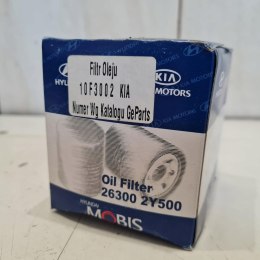 Filtr Oleju
10F3002 KIA
Numer Wg Katalogu GeParts
KIA
MOTORS
Oil Filter
26300 2Y500
HYUNDAI
MOBIS